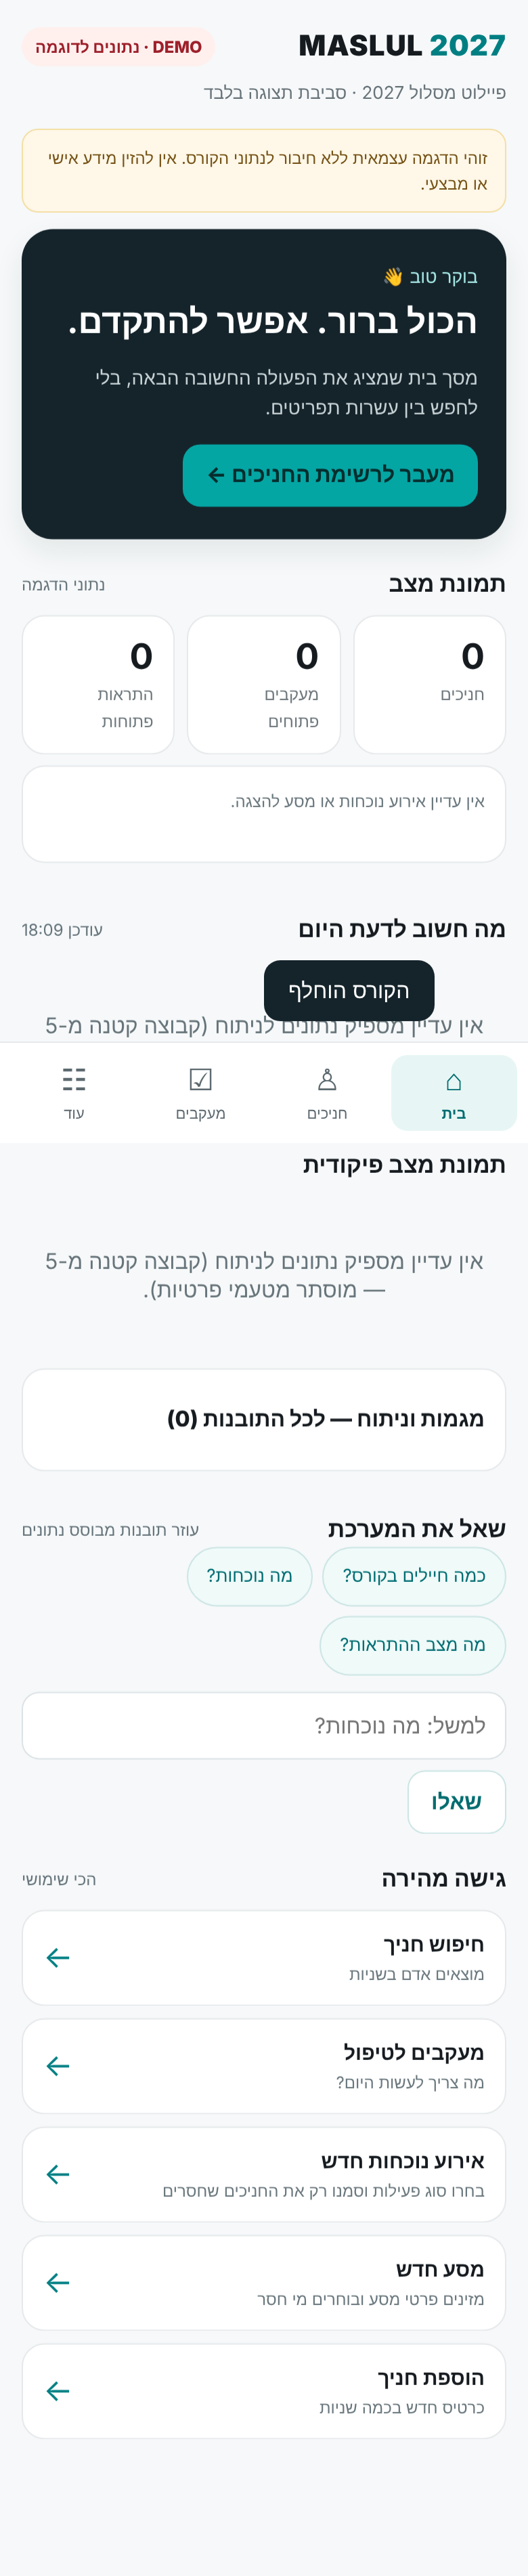 MASLUL 2027
DEMO · נתונים לדוגמה
פיילוט מסלול 2027 · סביבת תצוגה בלבד
זוהי הדגמה עצמאית ללא חיבור לנתוני הקורס. אין להזין מידע אישי
או מבצעי.
בוקר טוב 👋
הכול ברור. אפשר להתקדם.
מסך בית שמציג את הפעולה החשובה הבאה, בלי
לחפש בין עשרות תפריטים.
מעבר לרשימת החניכים ←
תמונת מצב
נתוני הדגמה
0
חניכים
0
מעקבים
פתוחים
0
התראות
פתוחות
אין עדיין אירוע נוכחות או מסע להצגה.
מה חשוב לדעת היום
עודכן 18:09
הקורס הוחלף
אין עדיין מספיק נתונים לניתוח (קבוצה קטנה מ-5
בית
חניכים
מעקבים
עוד
תמונת מצב פיקודית
אין עדיין מספיק נתונים לניתוח (קבוצה קטנה מ-5
— מוסתר מטעמי פרטיות).
מגמות וניתוח — לכל התובנות (0)
שאל את המערכת
עוזר תובנות מבוסס נתונים
כמה חיילים בקורס?
מה נוכחות?
מה מצב ההתראות?
למשל: מה נוכחות?
שאלו
גישה מהירה
הכי שימושי
חיפוש חניך
מוצאים אדם בשניות
←
מעקבים לטיפול
מה צריך לעשות היום?
←
אירוע נוכחות חדש
בחרו סוג פעילות וסמנו רק את החניכים שחסרים
←
מסע חדש
מזינים פרטי מסע ובוחרים מי חסר
←
הוספת חניך
כרטיס חדש בכמה שניות
←